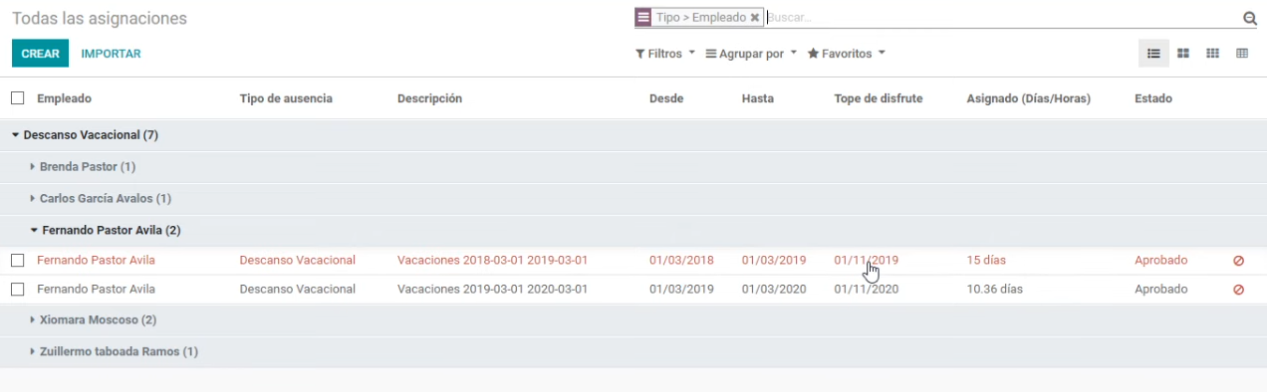 Todas las asignaciones
Tipo > Empleado ✖ Buscar...
CREAR IMPORTAR
Filtros Agrupar por Favoritos
Empleado Tipo de ausencia Descripción Desde Hasta Tope de disfrute Asignado (Días/Horas) Estado
Descanso Vacacional (7)
Brenda Pastor (1)
Carlos García Avalos (1)
Fernando Pastor Avila (2)
Fernando Pastor Avila Descanso Vacacional Vacaciones 2018-03-01 2019-03-01 01/03/2018 01/03/2019 01/11/2019 15 días Aprobado
Fernando Pastor Avila Descanso Vacacional Vacaciones 2019-03-01 2020-03-01 01/03/2019 01/03/2020 01/11/2020 10.36 días Aprobado
Xiomara Moscoso (2)
Zuillermo taboada Ramos (1)